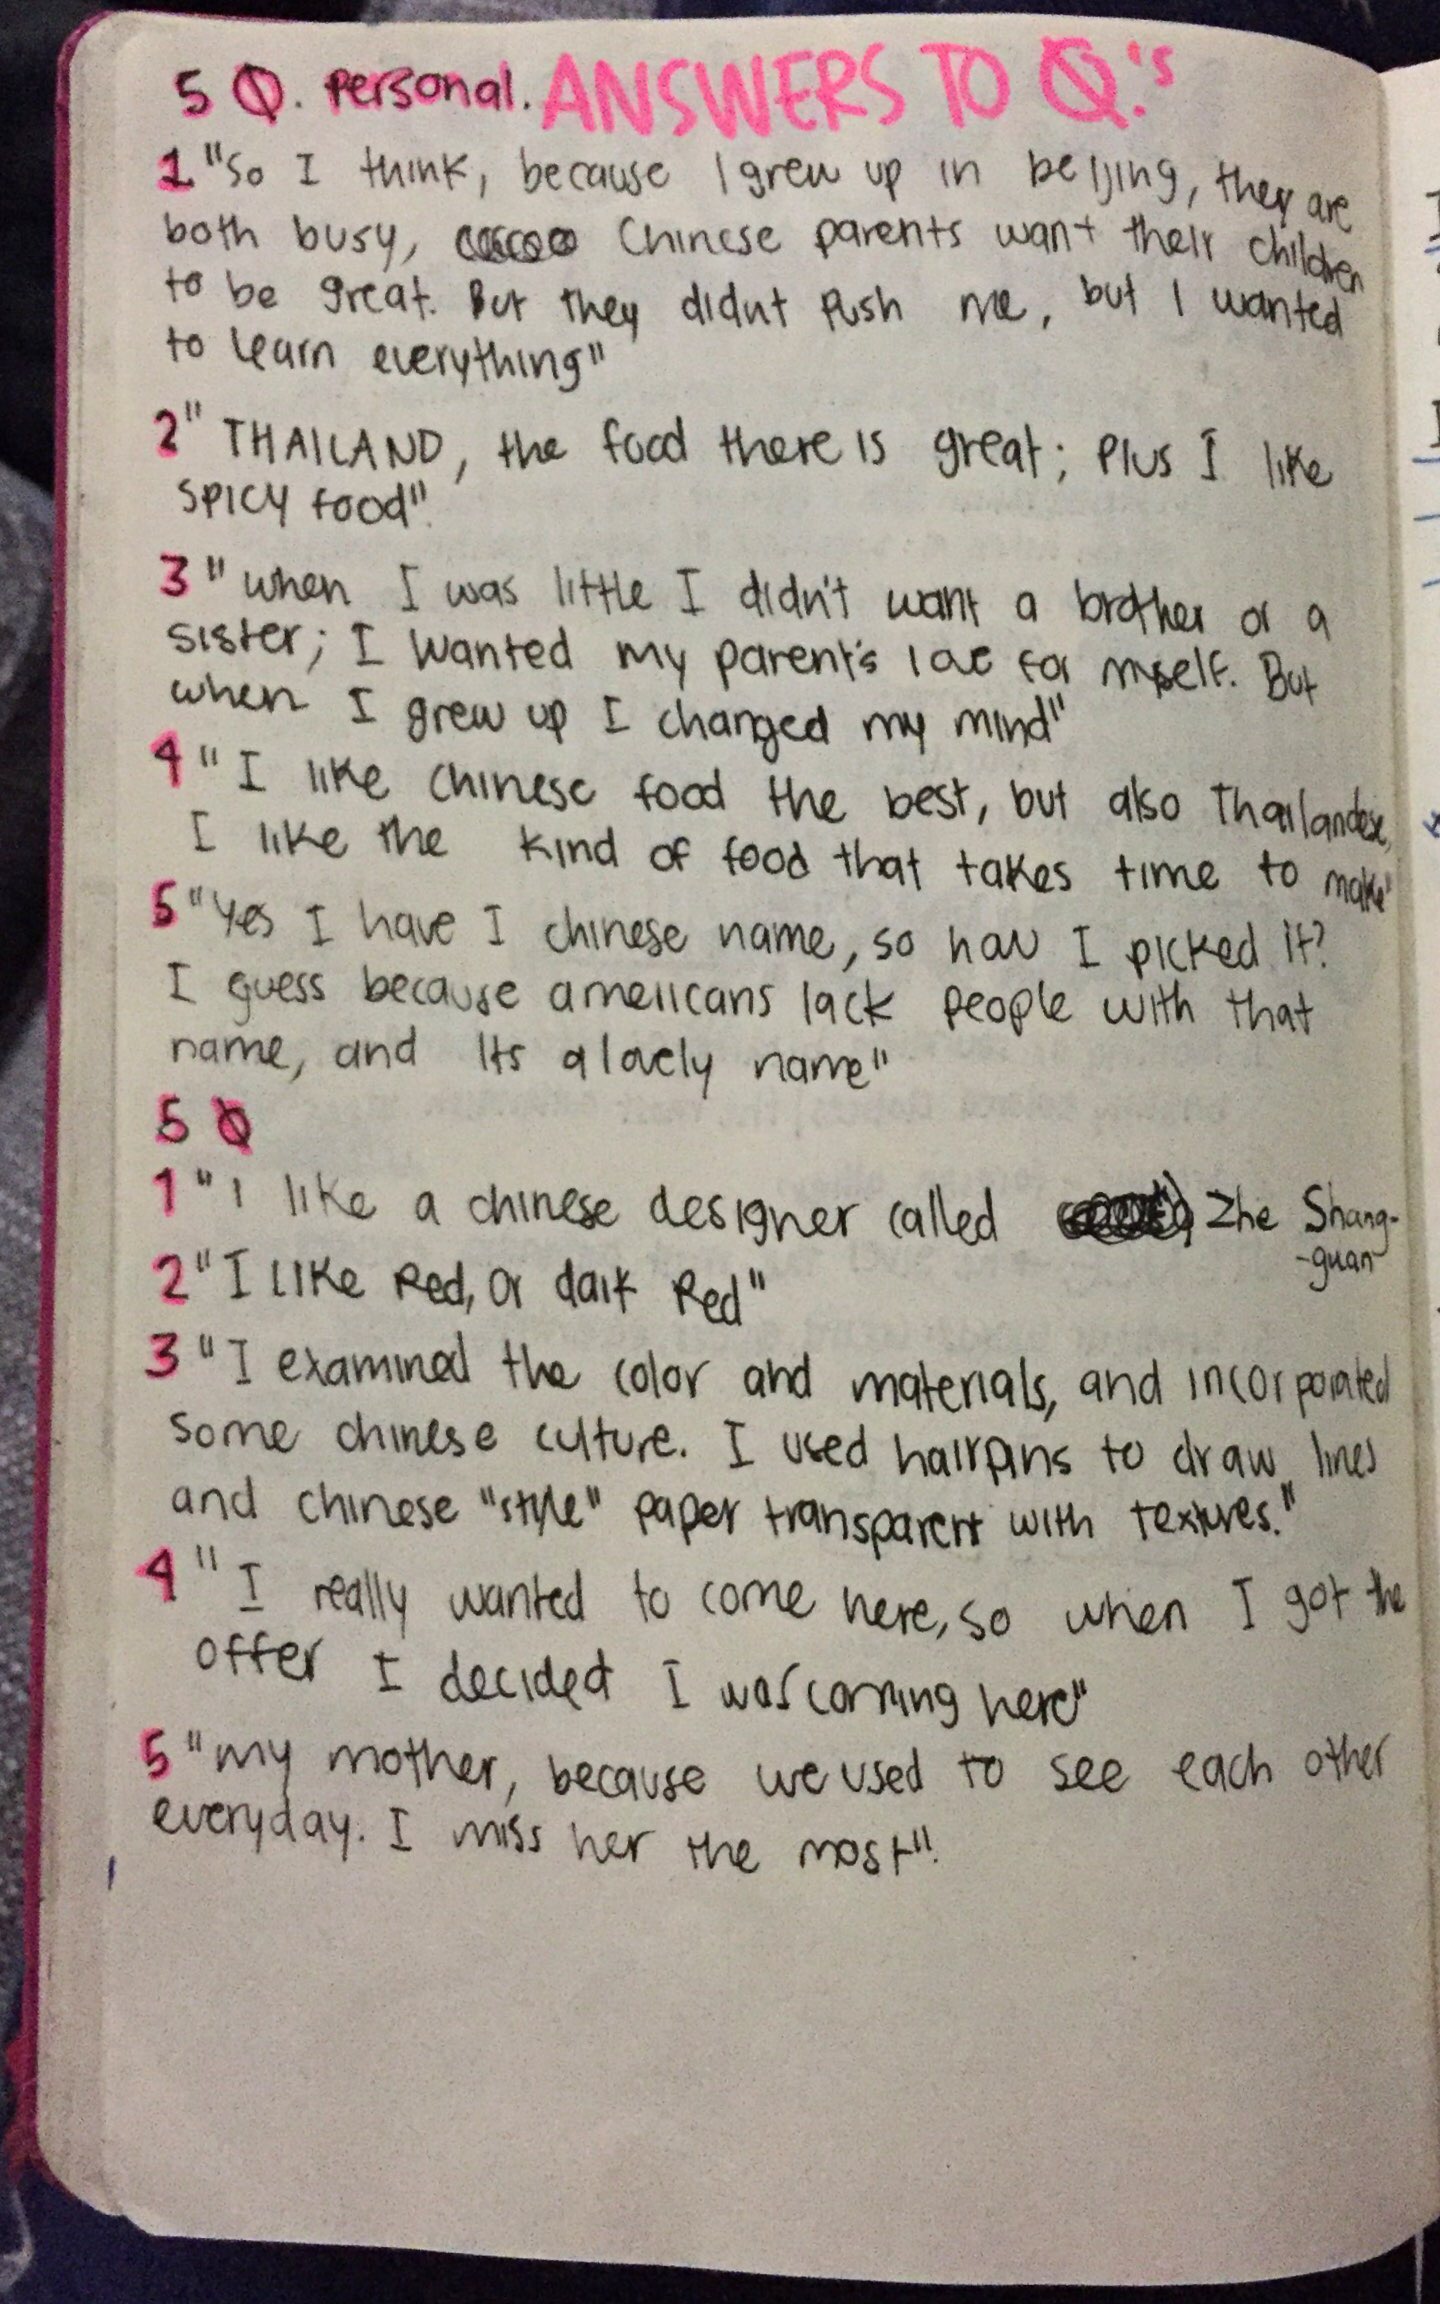 5 Q. Personal. ANSWERS TO Q.'s
1 "So I think, because I grew up in beijing, they are
both busy, Chinese parents want their children
to be great. But they didnt push me, but I wanted
to learn everything"
2" THAILAND, the food there is great; Plus I like
SPICY food".
3 "when I was little I didn't want a brother or a
sister; I wanted my parent's love for myself. But
when I grew up I changed my mind"
4 "I like chinese food the best, but also Thailandese,
I like the kind of food that takes time to make"
5 "Yes I have I chinese name, so how I picked it?
I guess because americans lack people with that
name, and its a lovely name"
5 Q
1 "I like a chinese designer called Zhe Shang-
-guan
2 "I like Red, or dark Red"
3 "I examined the color and materials, and incorporated
some chinese culture. I used hairpins to draw lines
and chinese "style" paper transparent with textures."
4 "I really wanted to come here, so when I got the
offer I decided I was coming here"
5 "my mother, because we used to see each other
everyday. I miss her the most".